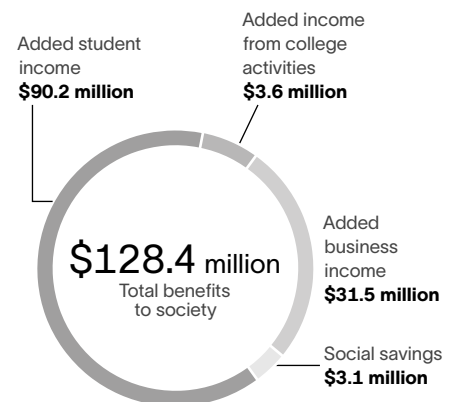 Added income
from college
activities
$3.6 million
Added student
income
$90.2 million
$128.4 million
Total benefits
to society
Added
business
income
$31.5 million
Social savings
$3.1 million